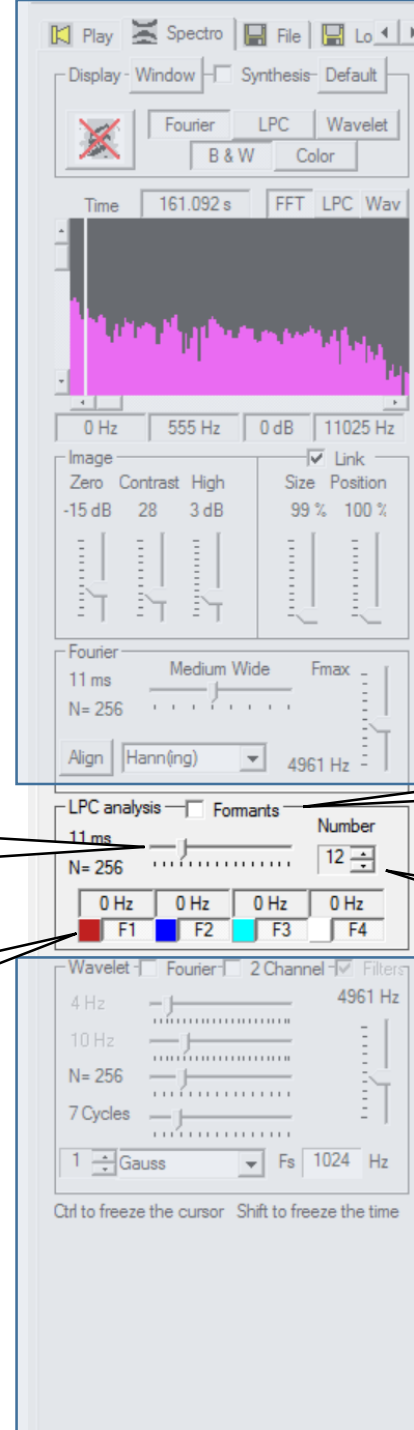 Play Spectro File Lo
Display Window Synthesis Default
Fourier LPC Wavelet
B & W Color
Time 161.092 s FFT LPC Wav
0 Hz 555 Hz 0 dB 11025 Hz
Image Link
Zero Contrast High Size Position
-15 dB 28 3 dB 99 % 100 %
Fourier
11 ms Medium Wide Fmax
N= 256
Align Hann(ing) 4961 Hz
LPC analysis Formants
11 ms Number
N= 256 12
0 Hz 0 Hz 0 Hz 0 Hz
F1 F2 F3 F4
Wavelet Fourier 2 Channel Filters
4 Hz 4961 Hz
10 Hz
N= 256
7 Cycles
1 Gauss Fs 1024 Hz
Ctrl to freeze the cursor Shift to freeze the time